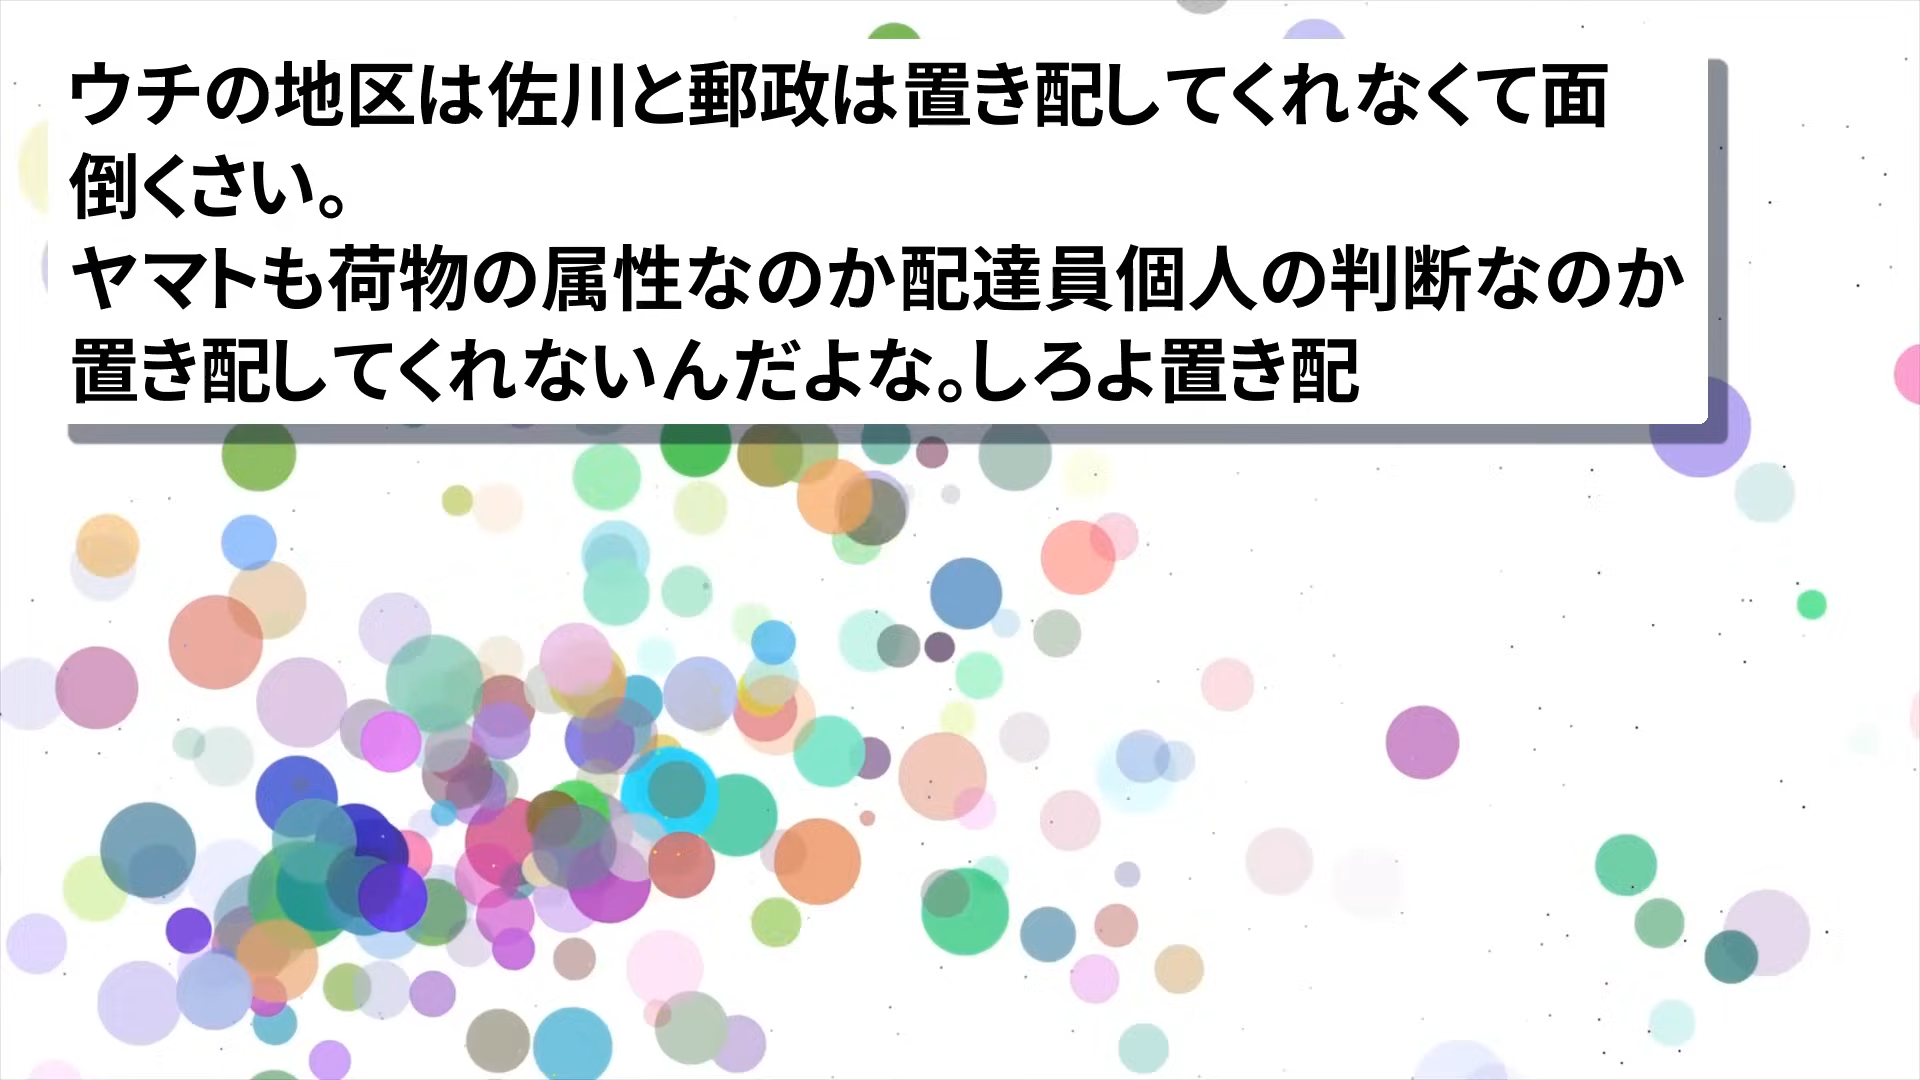 ウチの地区は佐川と郵政は置き配してくれなくて面
倒くさい。
ヤマトも荷物の属性なのか配達員個人の判断なのか
置き配してくれないんだよな。しろよ置き配